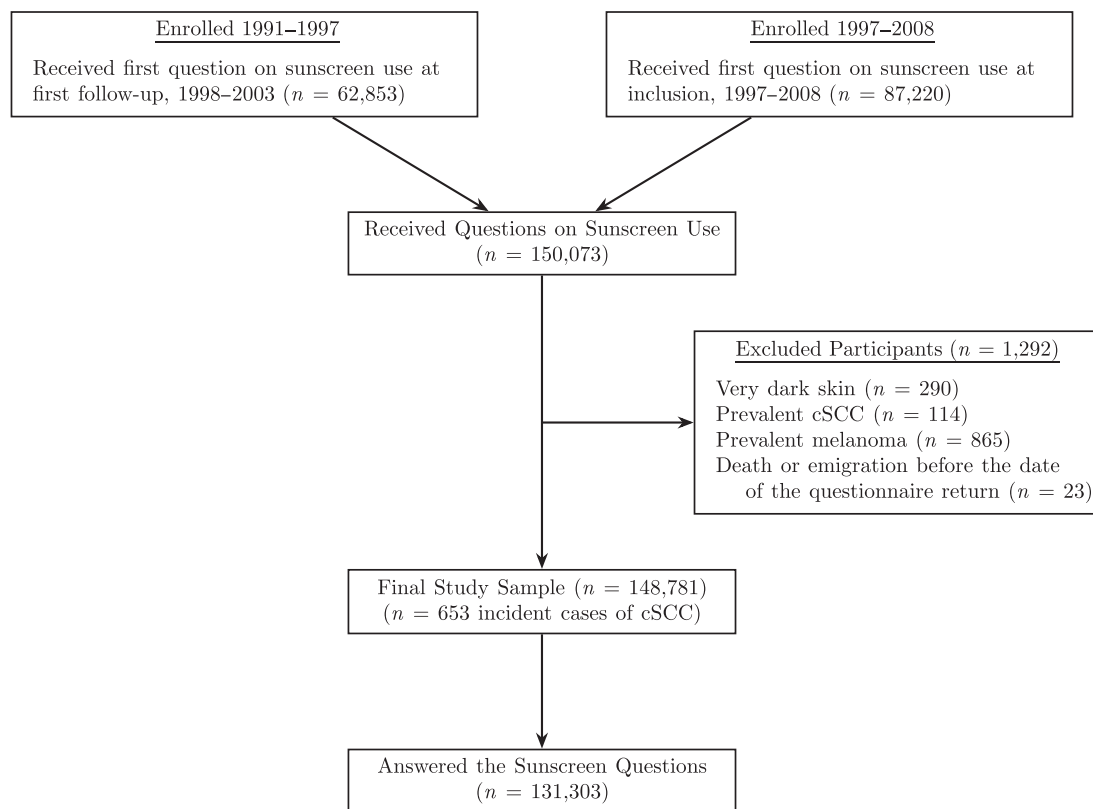 Enrolled 1991–1997
Received first question on sunscreen use at
first follow-up, 1998–2003 (n = 62,853)
Enrolled 1997–2008
Received first question on sunscreen use at
inclusion, 1997–2008 (n = 87,220)
Received Questions on Sunscreen Use
(n = 150,073)
Excluded Participants (n = 1,292)
Very dark skin (n = 290)
Prevalent cSCC (n = 114)
Prevalent melanoma (n = 865)
Death or emigration before the date
of the questionnaire return (n = 23)
Final Study Sample (n = 148,781)
(n = 653 incident cases of cSCC)
Answered the Sunscreen Questions
(n = 131,303)